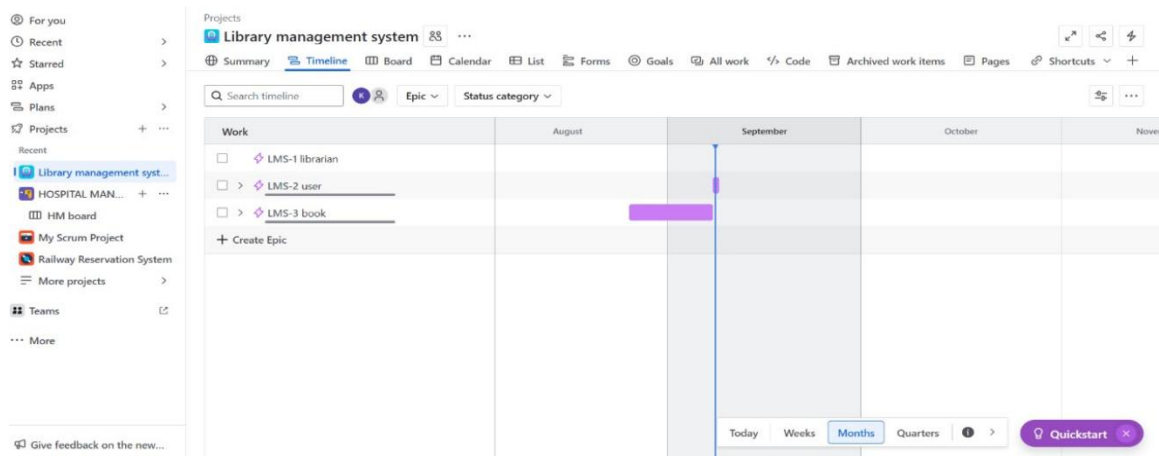 For you
Recent
Starred
Apps
Plans
Projects
Recent
Library management syst...
HOSPITAL MAN...
HM board
My Scrum Project
Railway Reservation System
More projects
Teams
More
Give feedback on the new...
Projects
Library management system
Summary Timeline Board Calendar List Forms Goals All work Code Archived work items Pages Shortcuts
Search timeline K Epic Status category
Work August September October Nove
LMS-1 librarian
LMS-2 user
LMS-3 book
+ Create Epic
Today Weeks Months Quarters
Quickstart